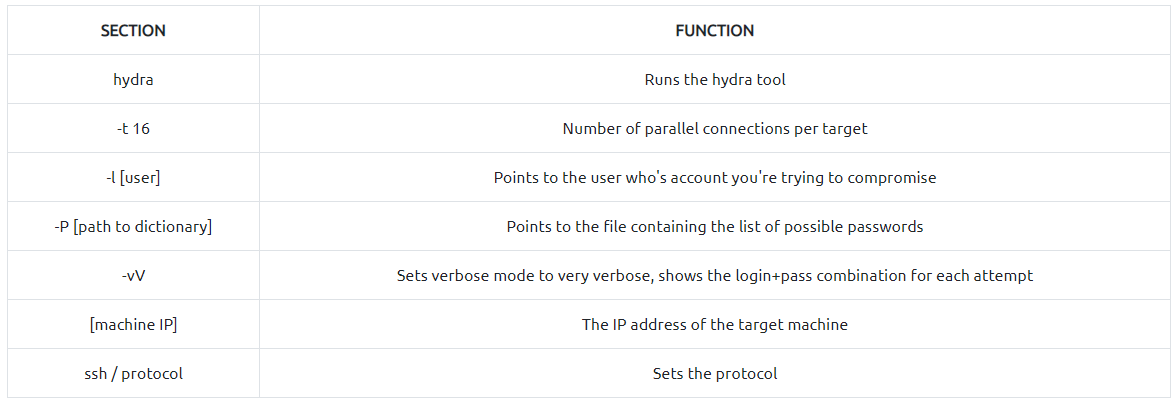 SECTION FUNCTION
hydra Runs the hydra tool
-t 16 Number of parallel connections per target
-l [user] Points to the user who's account you're trying to compromise
-P [path to dictionary] Points to the file containing the list of possible passwords
-vV Sets verbose mode to very verbose, shows the login+pass combination for each attempt
[machine IP] The IP address of the target machine
ssh / protocol Sets the protocol